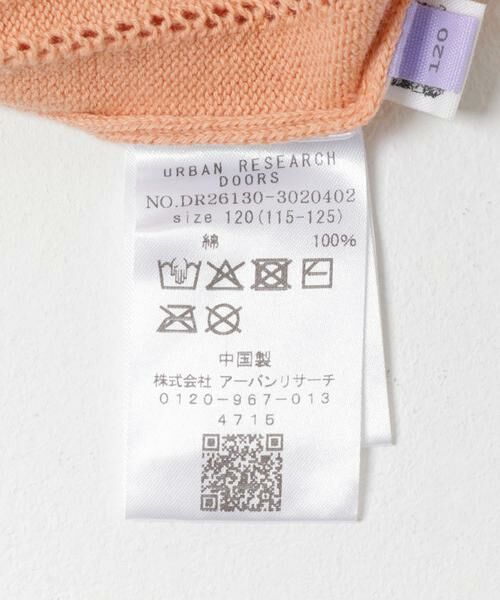 120
URBAN RESEARCH
DOORS
NO.DR26130-3020402
size 120(115-125)
綿 100%
中国製
株式会社 アーバンリサーチ
0120-967-013
4715